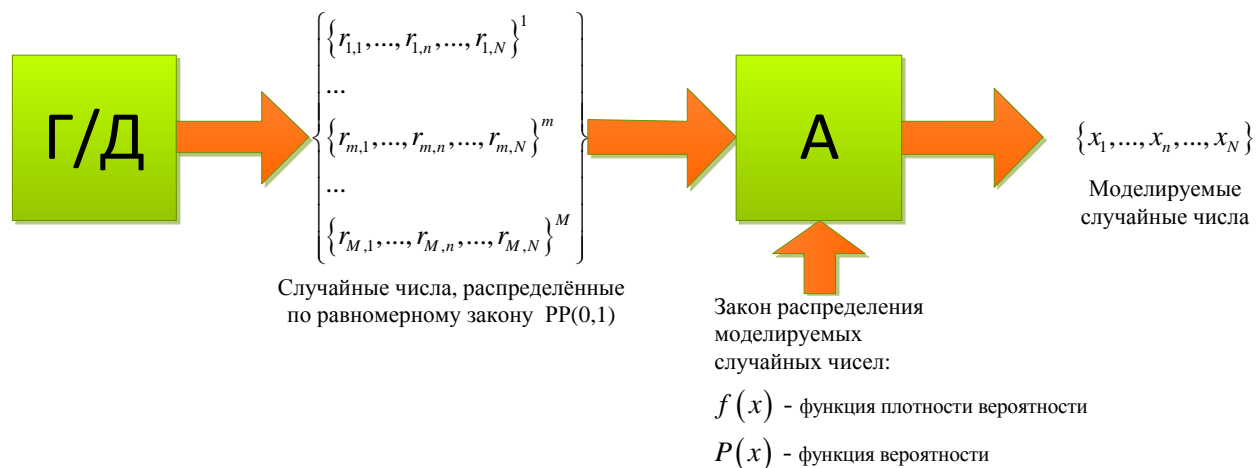 Г/Д
{r_{1,1},...,r_{1,n},...,r_{1,N}}^1
...
{r_{m,1},...,r_{m,n},...,r_{m,N}}^m
...
{r_{M,1},...,r_{M,n},...,r_{M,N}}^M
Случайные числа, распределённые
по равномерному закону РР(0,1)
А
{x_1,...,x_n,...,x_N}
Моделируемые
случайные числа
Закон распределения
моделируемых
случайных чисел:
f(x) - функция плотности вероятности
P(x) - функция вероятности